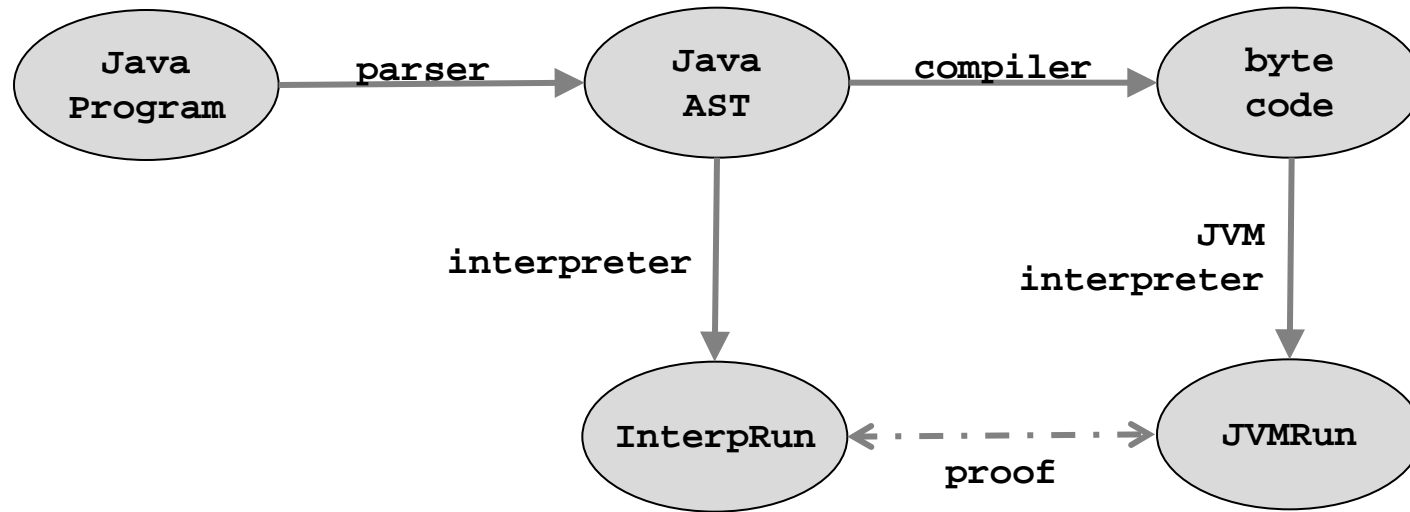 Java
Program
parser
Java
AST
compiler
byte
code
interpreter
JVM
interpreter
InterpRun
proof
JVMRun